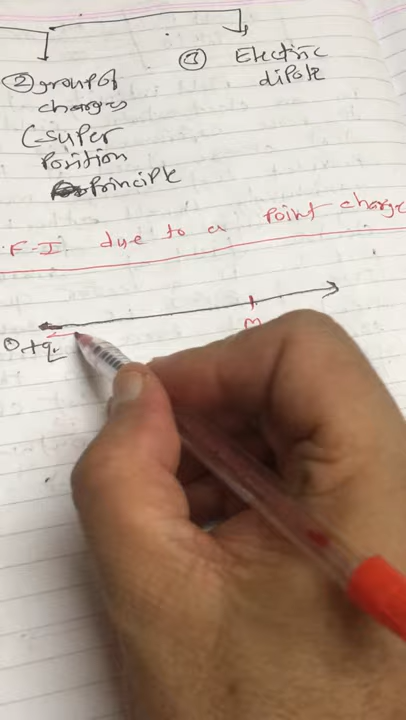 ② group of
charges
(super
Position
Principle
③ Electric
dipole
.F.I due to a point charge
m
O +q